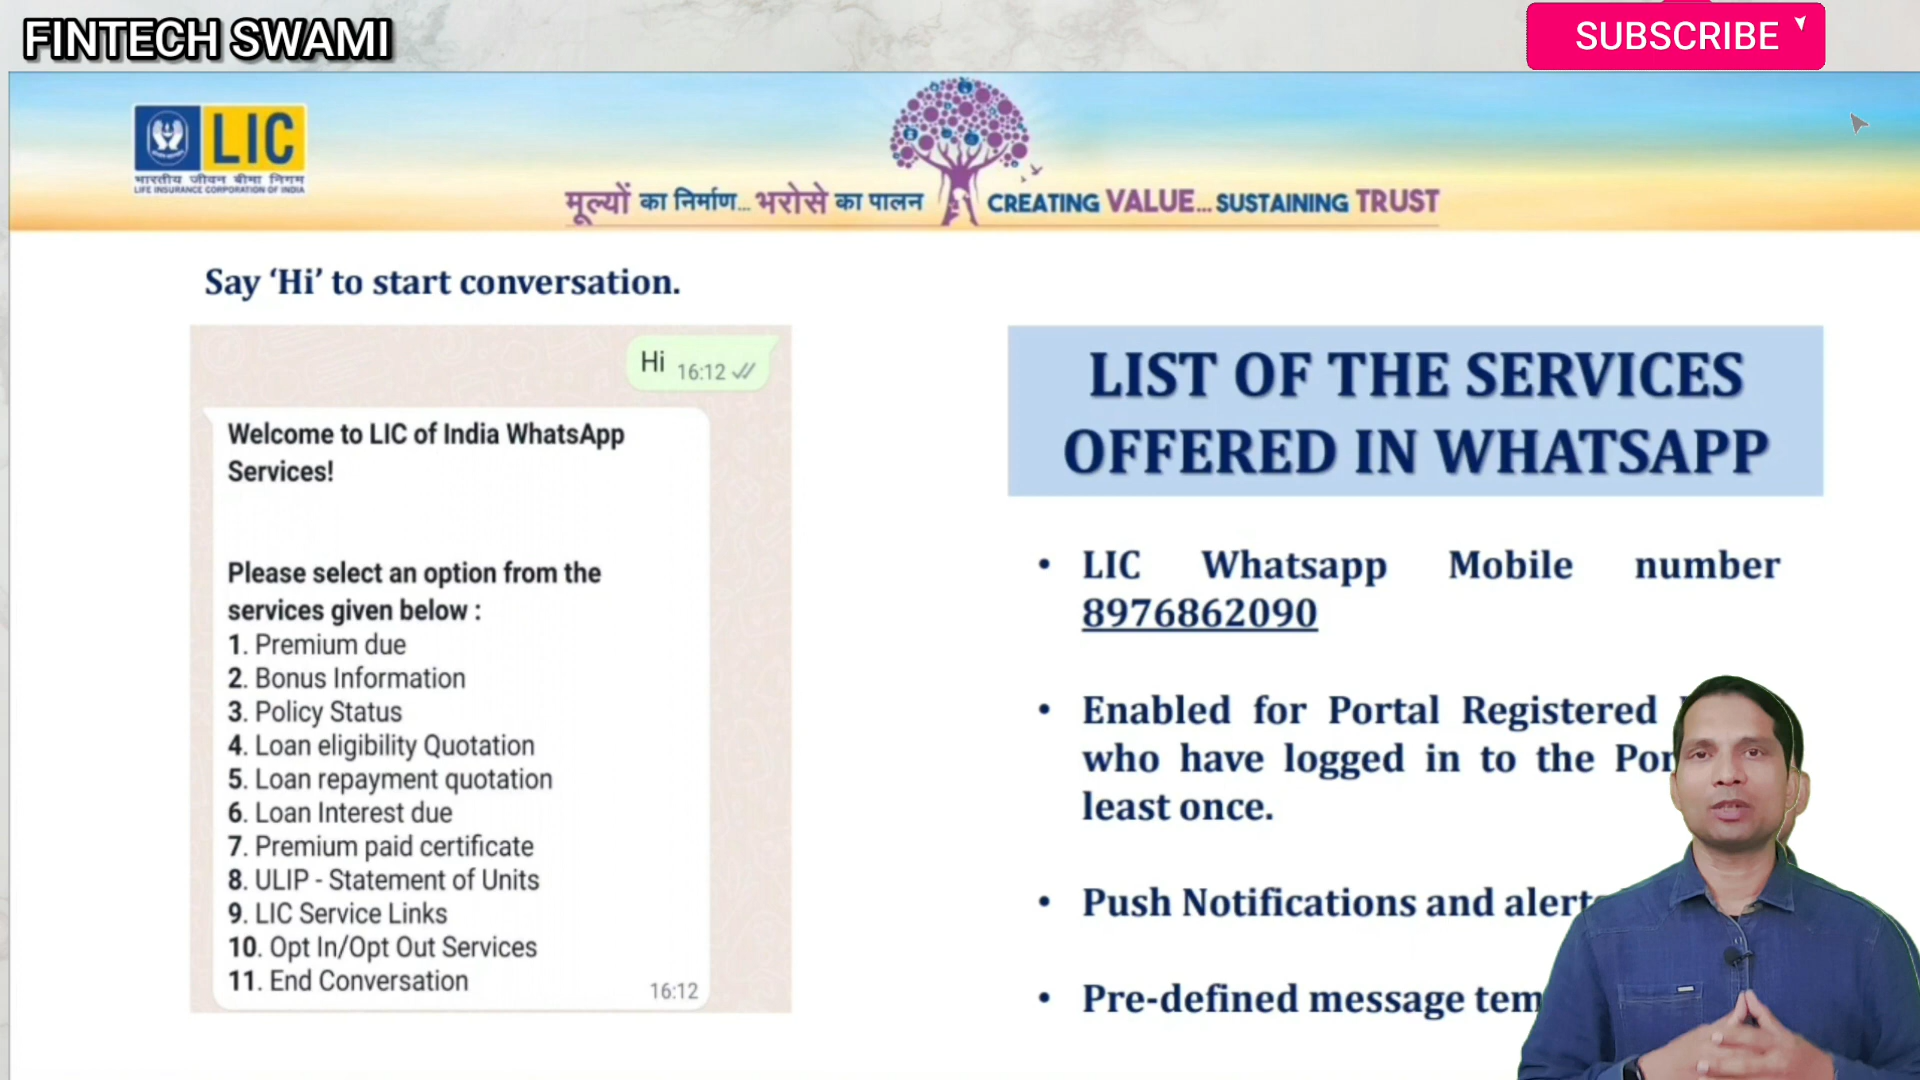 FINTECH SWAMI
SUBSCRIBE
LIC
भारतीय जीवन बीमा निगम
LIFE INSURANCE CORPORATION OF INDIA
मूल्यों का निर्माण... भरोसे का पालन
CREATING VALUE... SUSTAINING TRUST
Say ‘Hi’ to start conversation.
Hi 16:12
Welcome to LIC of India WhatsApp
Services!
Please select an option from the
services given below :
1. Premium due
2. Bonus Information
3. Policy Status
4. Loan eligibility Quotation
5. Loan repayment quotation
6. Loan Interest due
7. Premium paid certificate
8. ULIP - Statement of Units
9. LIC Service Links
10. Opt In/Opt Out Services
11. End Conversation
16:12
LIST OF THE SERVICES
OFFERED IN WHATSAPP
• LIC Whatsapp Mobile number
8976862090
• Enabled for Portal Registered
who have logged in to the
least once.
• Push Notifications and
• Pre-defined message